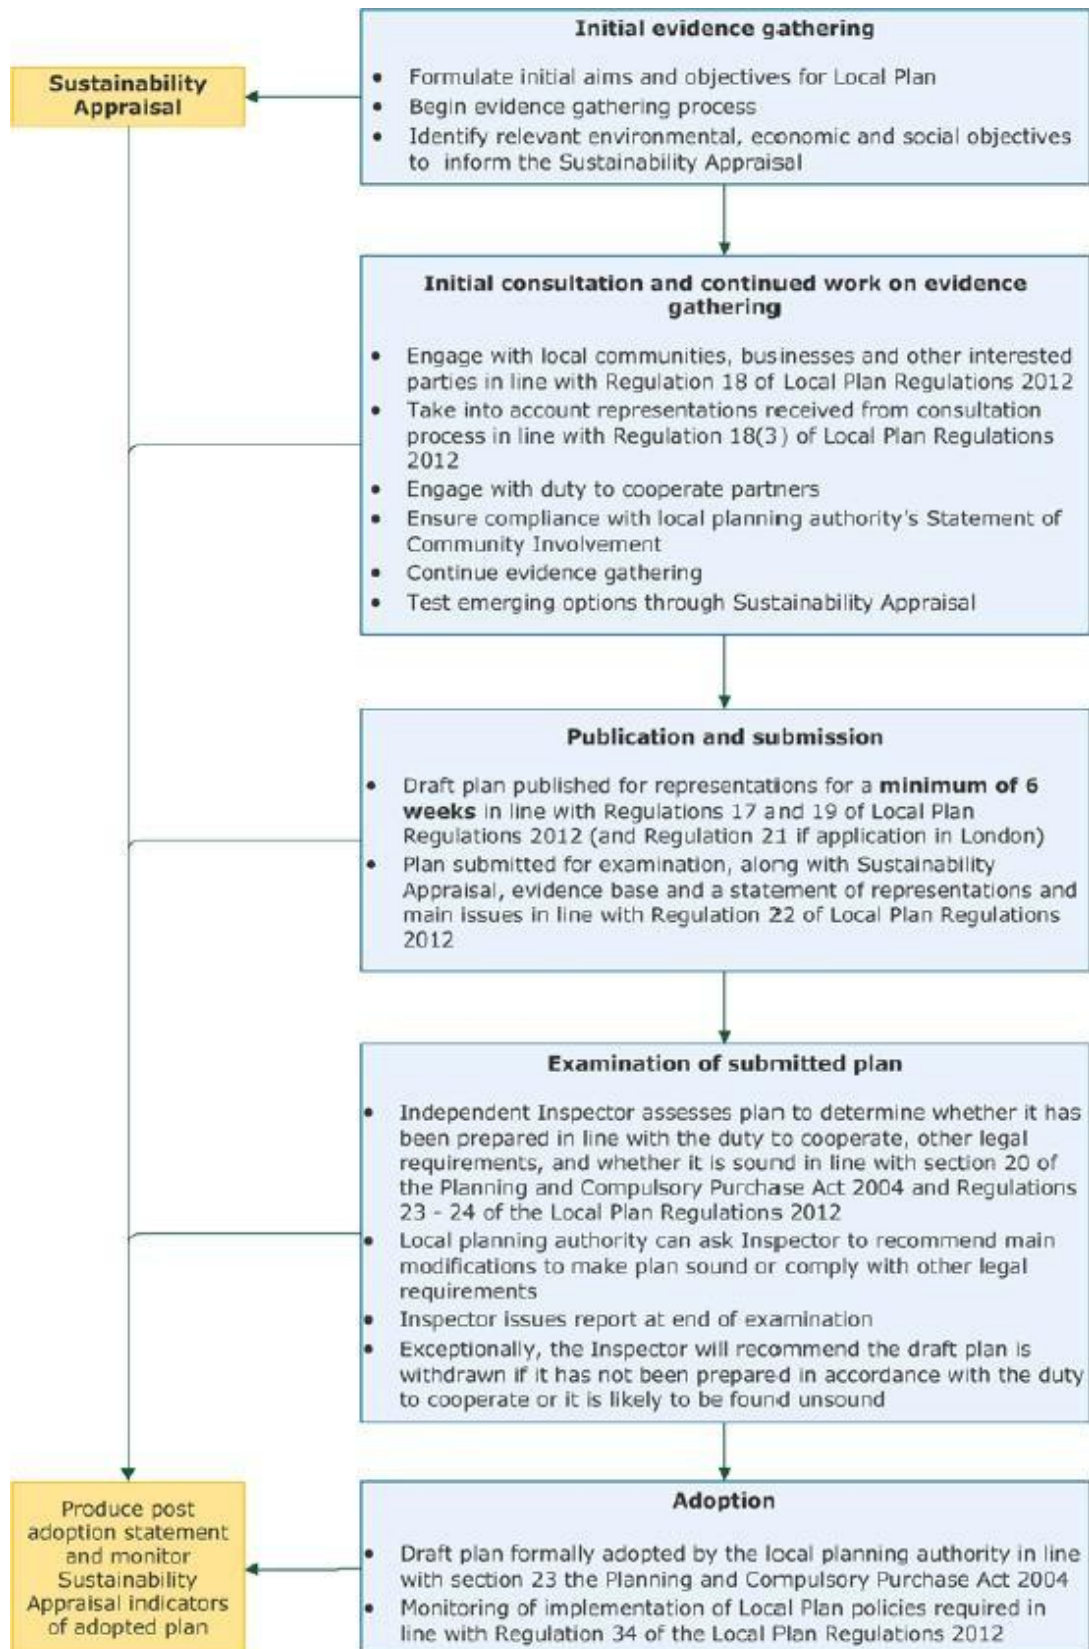 Initial evidence gathering
• Formulate initial aims and objectives for Local Plan
• Begin evidence gathering process
• Identify relevant environmental, economic and social objectives
to inform the Sustainability Appraisal
Sustainability
Appraisal
Initial consultation and continued work on evidence
gathering
• Engage with local communities, businesses and other interested
parties in line with Regulation 18 of Local Plan Regulations 2012
• Take into account representations received from consultation
process in line with Regulation 18(3) of Local Plan Regulations
2012
• Engage with duty to cooperate partners
• Ensure compliance with local planning authority's Statement of
Community Involvement
• Continue evidence gathering
• Test emerging options through Sustainability Appraisal
Publication and submission
• Draft plan published for representations for a minimum of 6
weeks in line with Regulations 17 and 19 of Local Plan
Regulations 2012 (and Regulation 21 if application in London)
• Plan submitted for examination, along with Sustainability
Appraisal, evidence base and a statement of representations and
main issues in line with Regulation 22 of Local Plan Regulations
2012
Examination of submitted plan
• Independent Inspector assesses plan to determine whether it has
been prepared in line with the duty to cooperate, other legal
requirements, and whether it is sound in line with section 20 of
the Planning and Compulsory Purchase Act 2004 and Regulations
23 - 24 of the Local Plan Regulations 2012
• Local planning authority can ask Inspector to recommend main
modifications to make plan sound or comply with other legal
requirements
• Inspector issues report at end of examination
• Exceptionally, the Inspector will recommend the draft plan is
withdrawn if it has not been prepared in accordance with the duty
to cooperate or it is likely to be found unsound
Adoption
• Draft plan formally adopted by the local planning authority in line
with section 23 the Planning and Compulsory Purchase Act 2004
• Monitoring of implementation of Local Plan policies required in
line with Regulation 34 of the Local Plan Regulations 2012
Produce post
adoption statement
and monitor
Sustainability
Appraisal indicators
of adopted plan